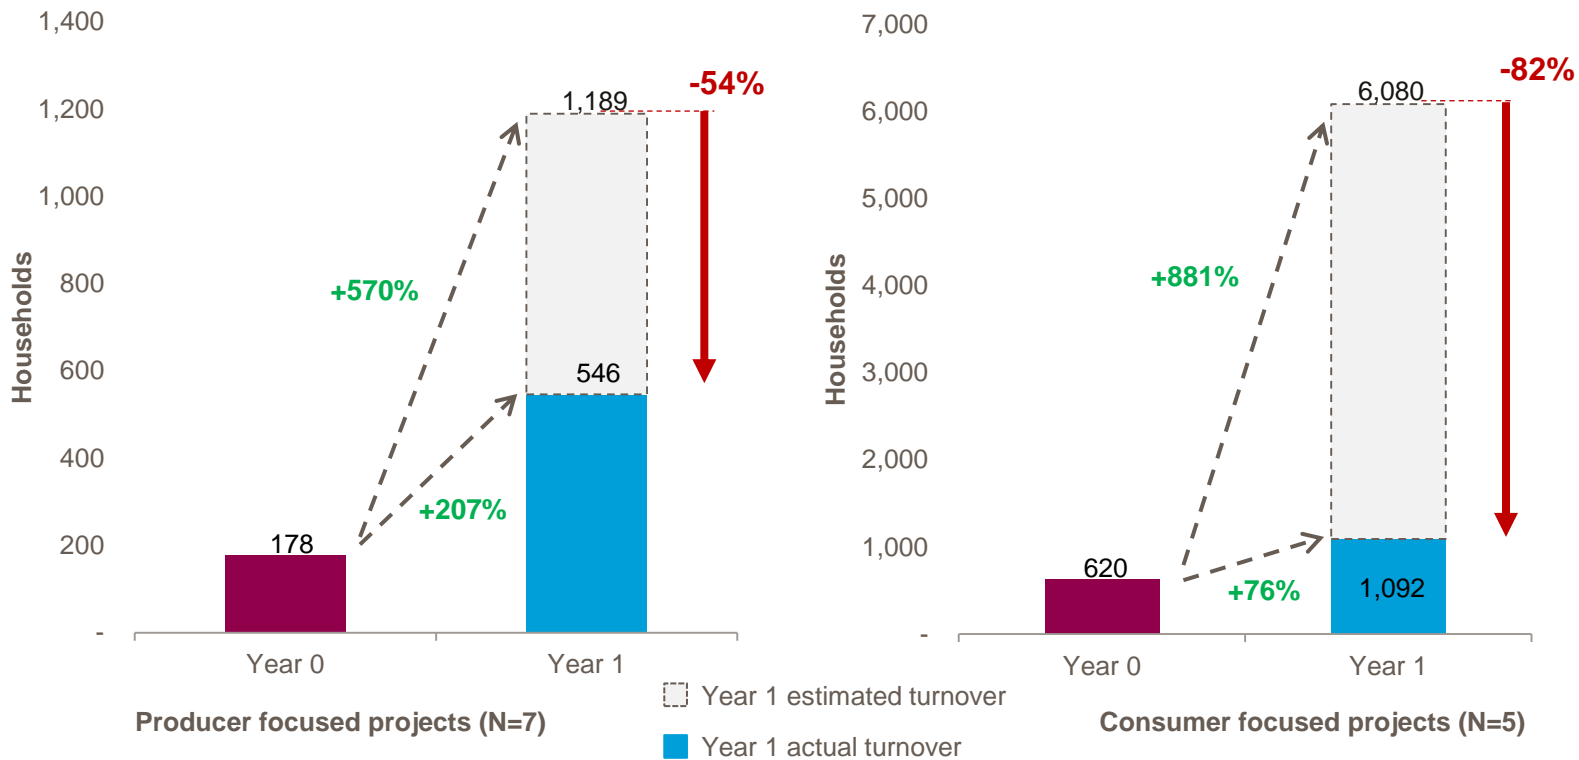 1,400
1,200
1,000
800
600
400
200
-
Households
1,189
-54%
+570%
546
+207%
178
Year 0
Year 1
Producer focused projects (N=7)
7,000
6,000
5,000
4,000
3,000
2,000
1,000
-
Households
6,080
-82%
+881%
620
+76%
1,092
Year 0
Year 1
Consumer focused projects (N=5)
Year 1 estimated turnover
Year 1 actual turnover